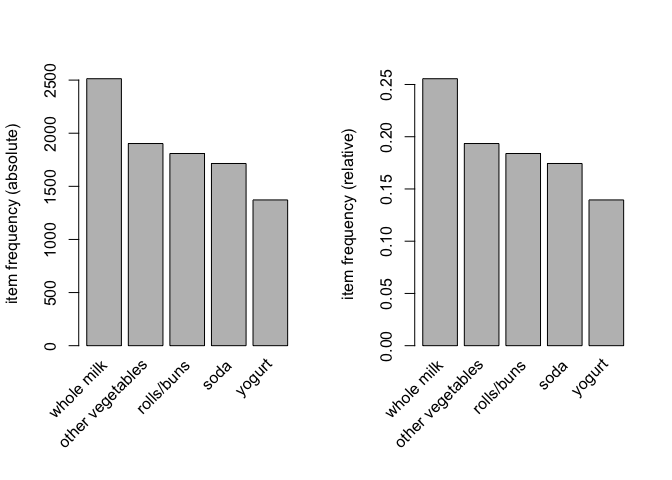 item frequency (absolute)
2500
2000
1500
1000
500
0
whole milk
other vegetables
rolls/buns
soda
yogurt
item frequency (relative)
0.25
0.20
0.15
0.10
0.05
0.00
whole milk
other vegetables
rolls/buns
soda
yogurt